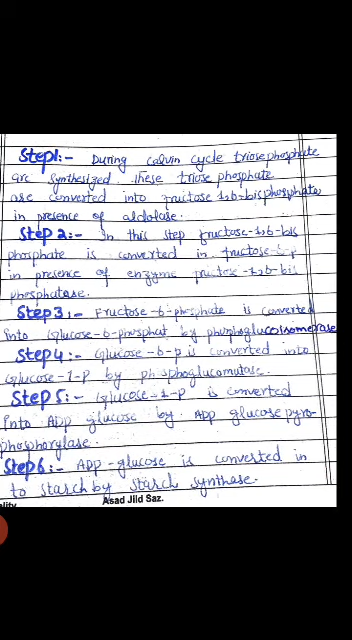 Step1:- During calvin cycle triosephosphate
are synthesized. these triose phosphate
are converted into fructose 1,6-bisphosphate
in presence of aldolase.
Step 2:- In this step fructose-1,6-bis
phosphate is converted in fructose-6-p
in presence of enzyme fructose-1,6-bis
phosphatase.
Step 3:- Fructose-6-phosphate is converted
into Glucose-6-phosphat by phosphoglucoisomerase
Step 4:- Glucose-6-p is converted into
Glucose-1-p by phosphoglucomutase.
Step 5:- Glucose-1-p is converted
into ADP glucose by ADP glucose pyro-
phosphorylase.
Step 6:- ADP-glucose is converted in
to starch by starch synthase.
ality
Asad Jild Saz.